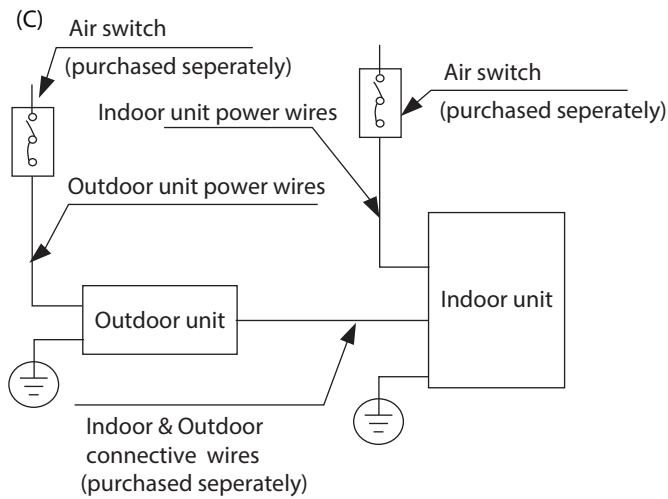 (C)
Air switch
(purchased seperately)
Air switch
(purchased seperately)
Indoor unit power wires
Outdoor unit power wires
Outdoor unit
Indoor unit
Indoor & Outdoor
connective wires
(purchased seperately)